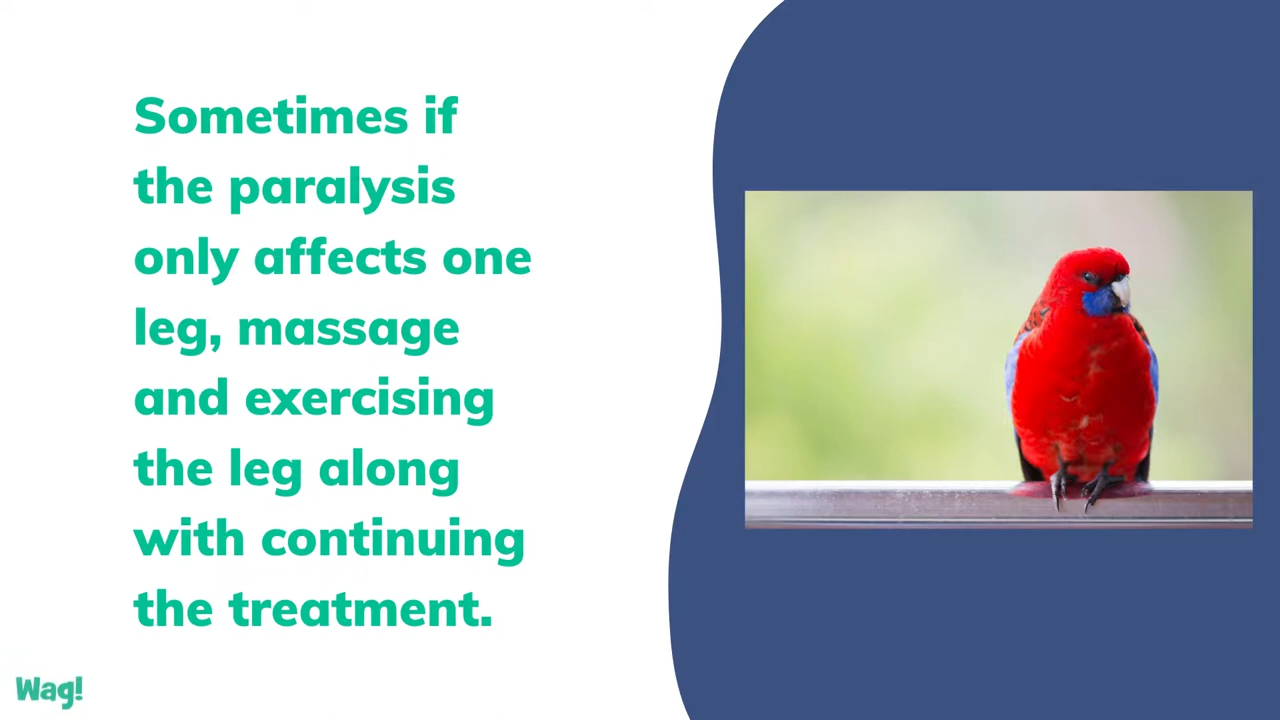 Sometimes if
the paralysis
only affects one
leg, massage
and exercising
the leg along
with continuing
the treatment.
Wag!